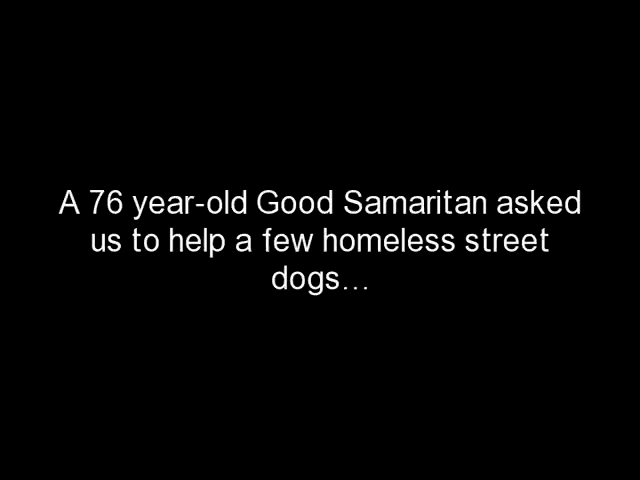 A 76 year-old Good Samaritan asked
us to help a few homeless street
dogs…